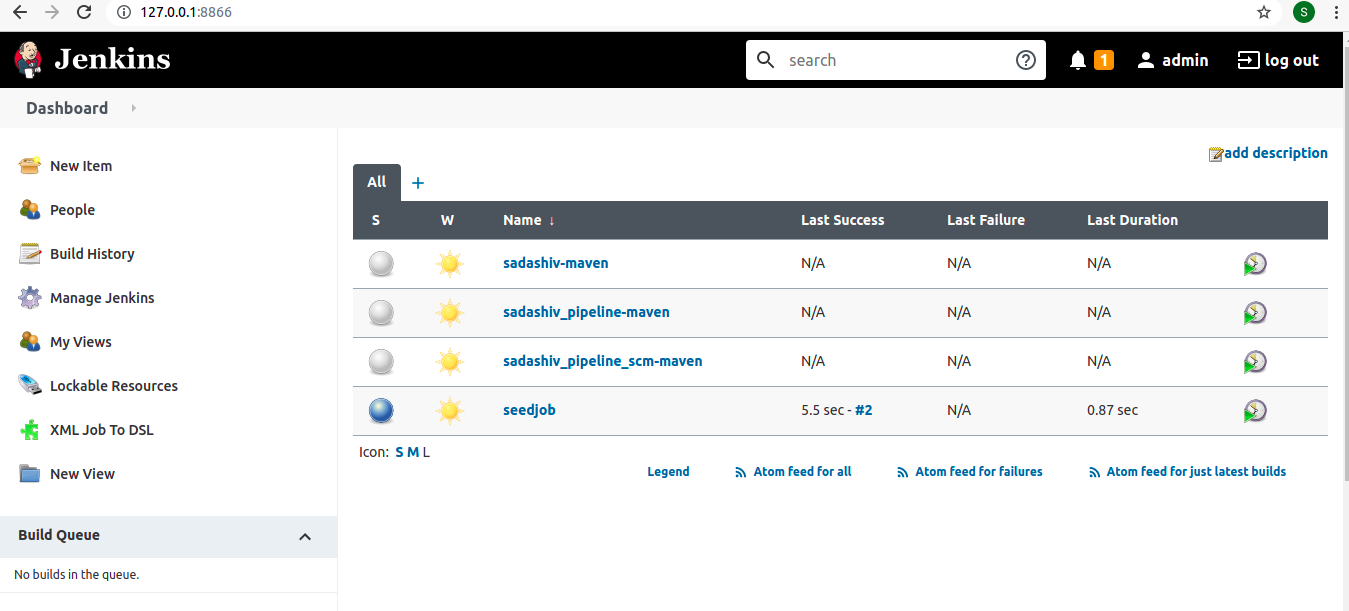 127.0.0.1:8866
S
Jenkins
search
1
admin
log out
Dashboard
New Item
People
Build History
Manage Jenkins
My Views
Lockable Resources
XML Job To DSL
New View
Build Queue
No builds in the queue.
add description
All +
S W Name ↓ Last Success Last Failure Last Duration
sadashiv-maven N/A N/A N/A
sadashiv_pipeline-maven N/A N/A N/A
sadashiv_pipeline_scm-maven N/A N/A N/A
seedjob 5.5 sec - #2 N/A 0.87 sec
Icon: S M L
Legend Atom feed for all Atom feed for failures Atom feed for just latest builds